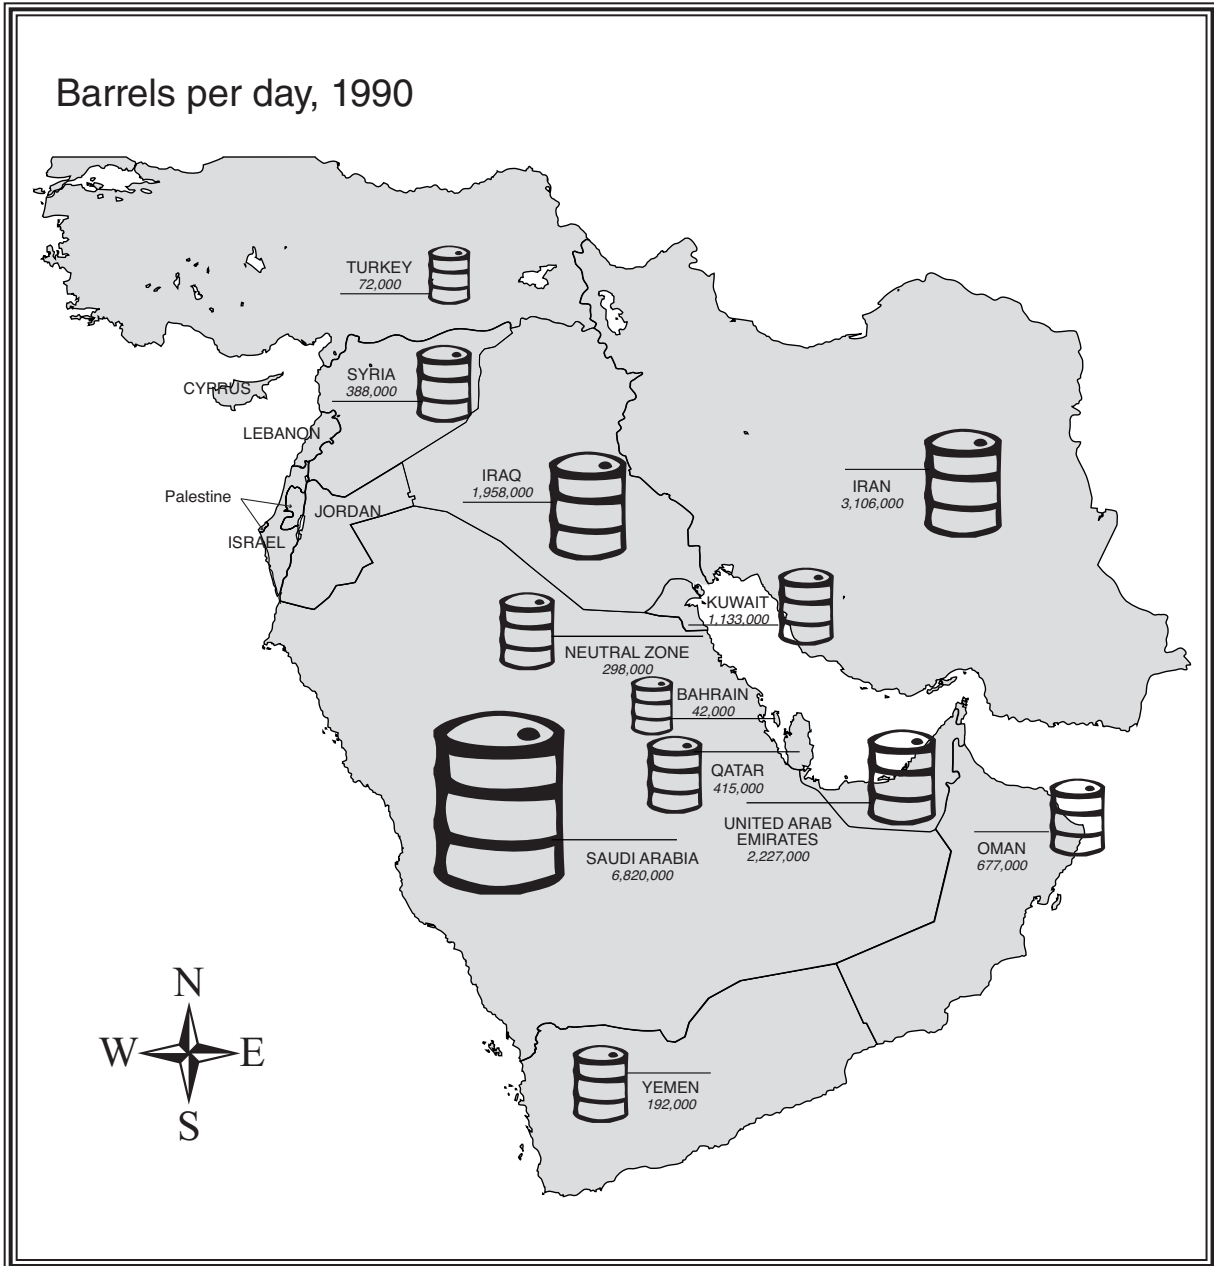 Barrels per day, 1990
TURKEY
72,000
SYRIA
388,000
CYPRUS
LEBANON
IRAQ
1,958,000
IRAN
3,106,000
Palestine
JORDAN
ISRAEL
KUWAIT
1,133,000
NEUTRAL ZONE
298,000
BAHRAIN
42,000
QATAR
415,000
UNITED ARAB
EMIRATES
2,227,000
OMAN
677,000
SAUDI ARABIA
6,820,000
N
W
E
S
YEMEN
192,000